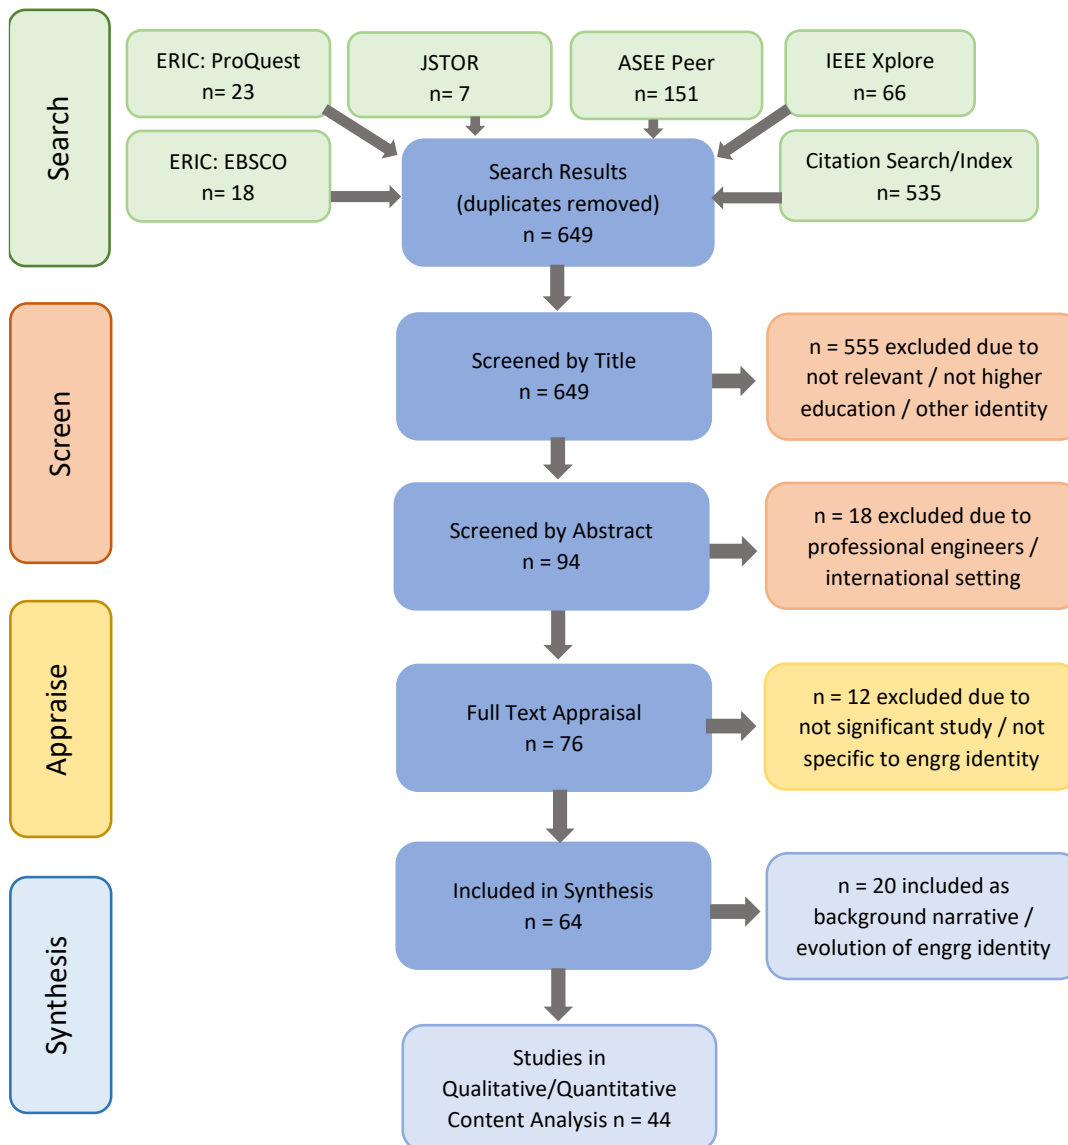 Search
ERIC: ProQuest
n= 23
JSTOR
n= 7
ASEE Peer
n= 151
IEEE Xplore
n= 66
ERIC: EBSCO
n= 18
Search Results
(duplicates removed)
n = 649
Citation Search/Index
n= 535
Screen
Screened by Title
n = 649
n = 555 excluded due to
not relevant / not higher
education / other identity
Screened by Abstract
n = 94
n = 18 excluded due to
professional engineers /
international setting
Appraise
Full Text Appraisal
n = 76
n = 12 excluded due to
not significant study / not
specific to engrg identity
Synthesis
Included in Synthesis
n = 64
n = 20 included as
background narrative /
evolution of engrg identity
Studies in
Qualitative/Quantitative
Content Analysis n = 44